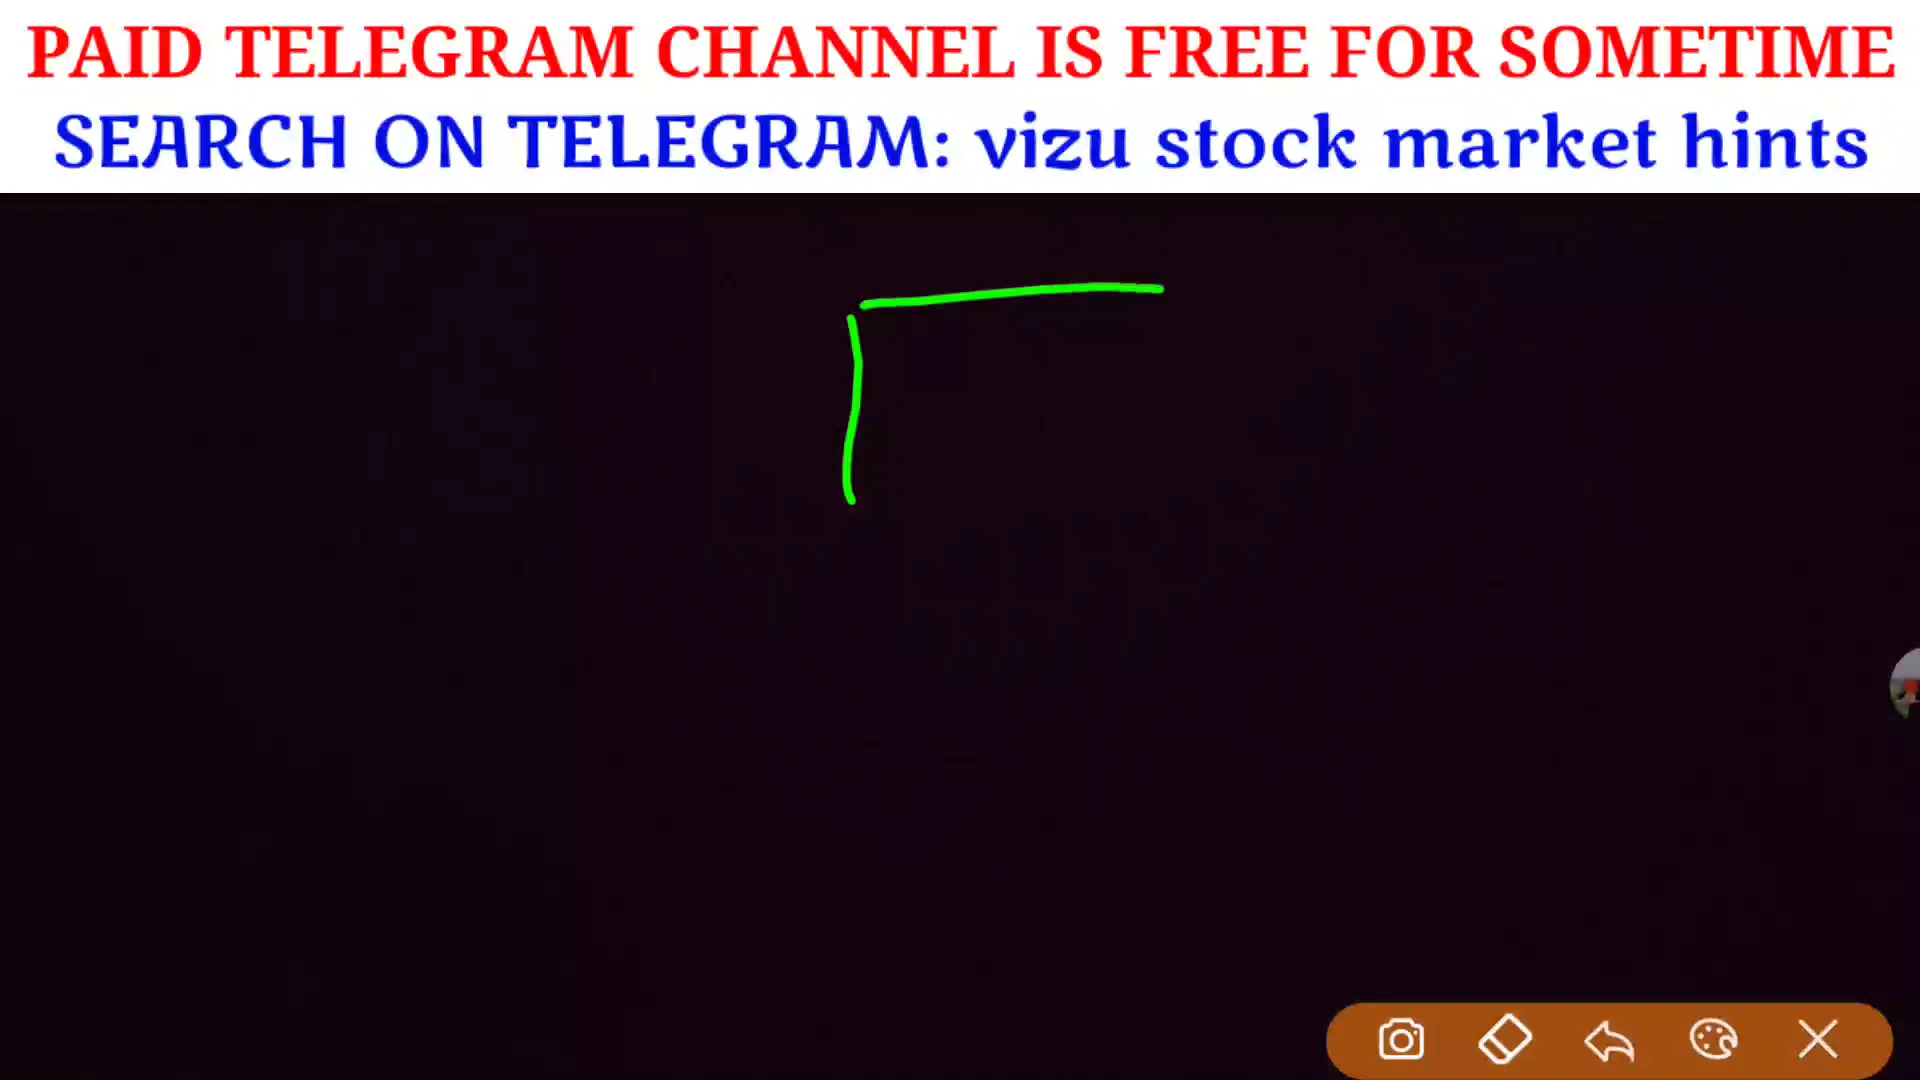 PAID TELEGRAM CHANNEL IS FREE FOR SOMETIME
SEARCH ON TELEGRAM: vizu stock market hints